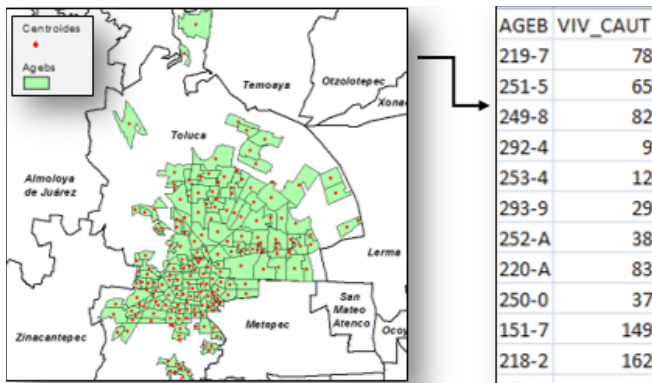 Centroides
Agebs
Temoaya
Otzolotepec
Toluca
Almoloya
de Juárez
Lerma
San
Mateo
Atenco
Metepec
Zinacantepec
AGEB VIV_CAUT
219-7 78
251-5 65
249-8 82
292-4 9
253-4 12
293-9 29
252-A 38
220-A 83
250-0 37
151-7 149
218-2 162